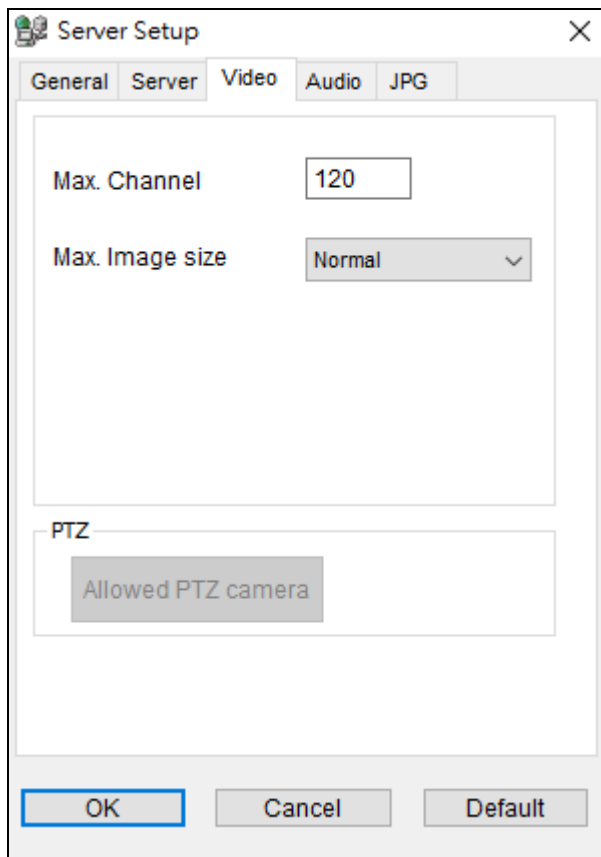 Server Setup
General Server Video Audio JPG
Max. Channel 120
Max. Image size Normal
PTZ
Allowed PTZ camera
OK Cancel Default